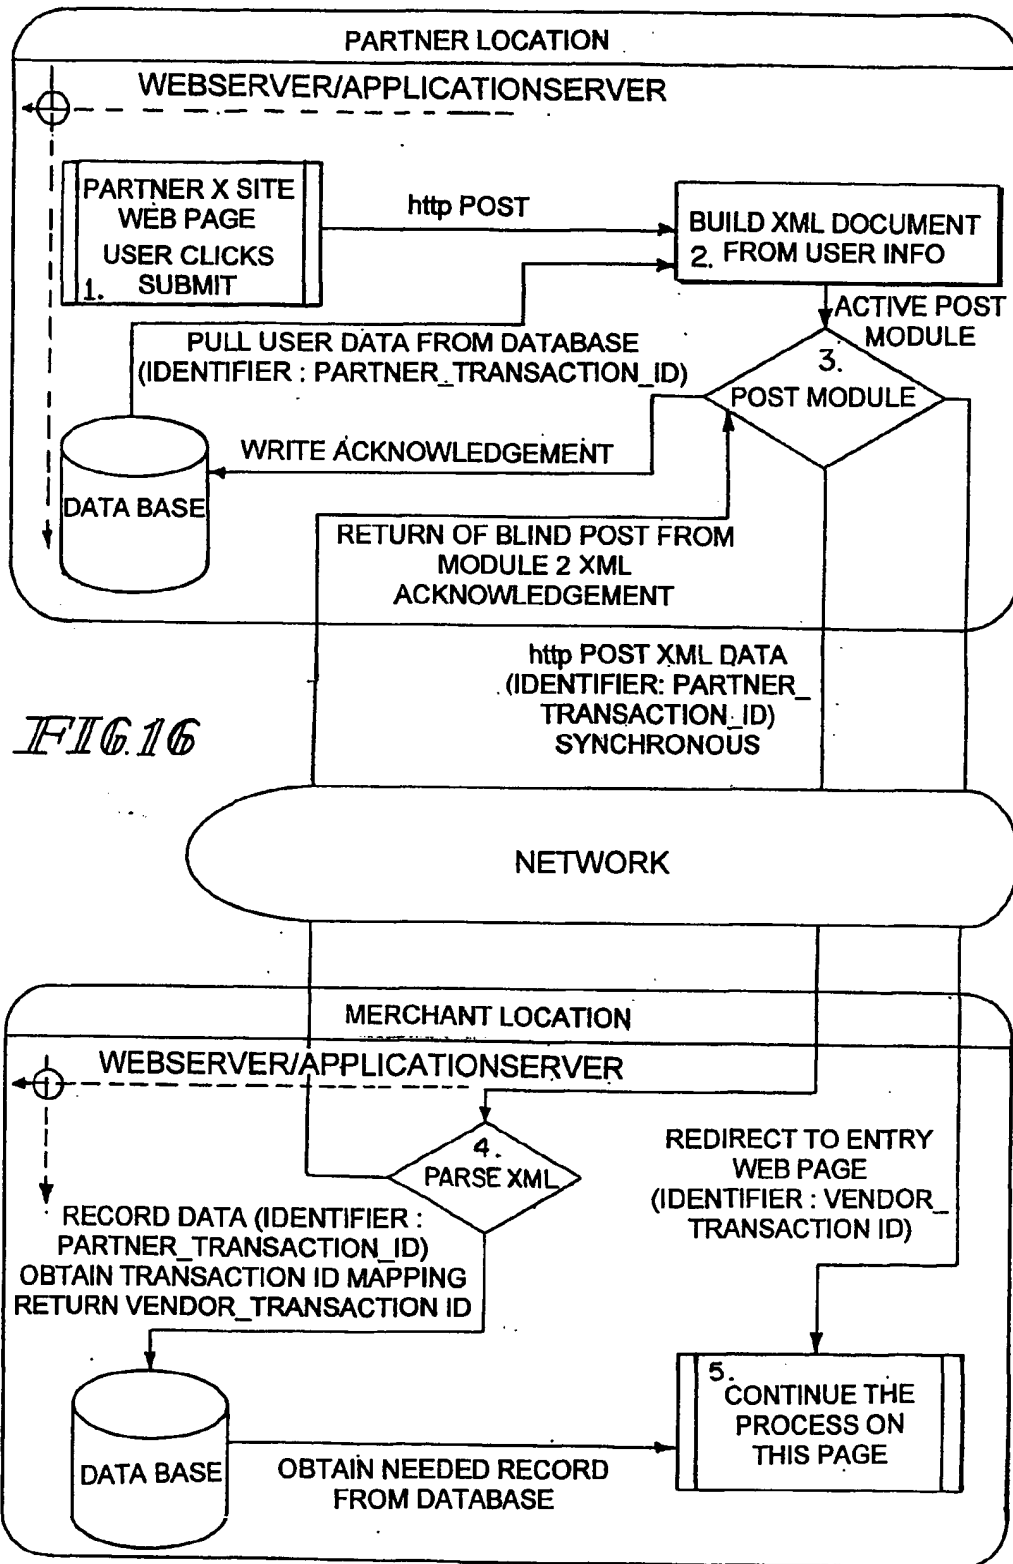 PARTNER LOCATION
WEBSERVER/APPLICATIONSERVER
PARTNER X SITE
WEB PAGE
USER CLICKS
1. SUBMIT
http POST
BUILD XML DOCUMENT
2. FROM USER INFO
ACTIVE POST
MODULE
PULL USER DATA FROM DATABASE
(IDENTIFIER : PARTNER_TRANSACTION_ID)
3.
POST MODULE
WRITE ACKNOWLEDGEMENT
DATA BASE
RETURN OF BLIND POST FROM
MODULE 2 XML
ACKNOWLEDGEMENT
http POST XML DATA
(IDENTIFIER: PARTNER_
TRANSACTION_ID)
SYNCHRONOUS
FIG.16
NETWORK
MERCHANT LOCATION
WEBSERVER/APPLICATIONSERVER
4.
PARSE XML
REDIRECT TO ENTRY
WEB PAGE
(IDENTIFIER : VENDOR_
TRANSACTION ID)
RECORD DATA (IDENTIFIER :
PARTNER_TRANSACTION_ID)
OBTAIN TRANSACTION ID MAPPING
RETURN VENDOR_TRANSACTION ID
5.
CONTINUE THE
PROCESS ON
THIS PAGE
DATA BASE
OBTAIN NEEDED RECORD
FROM DATABASE